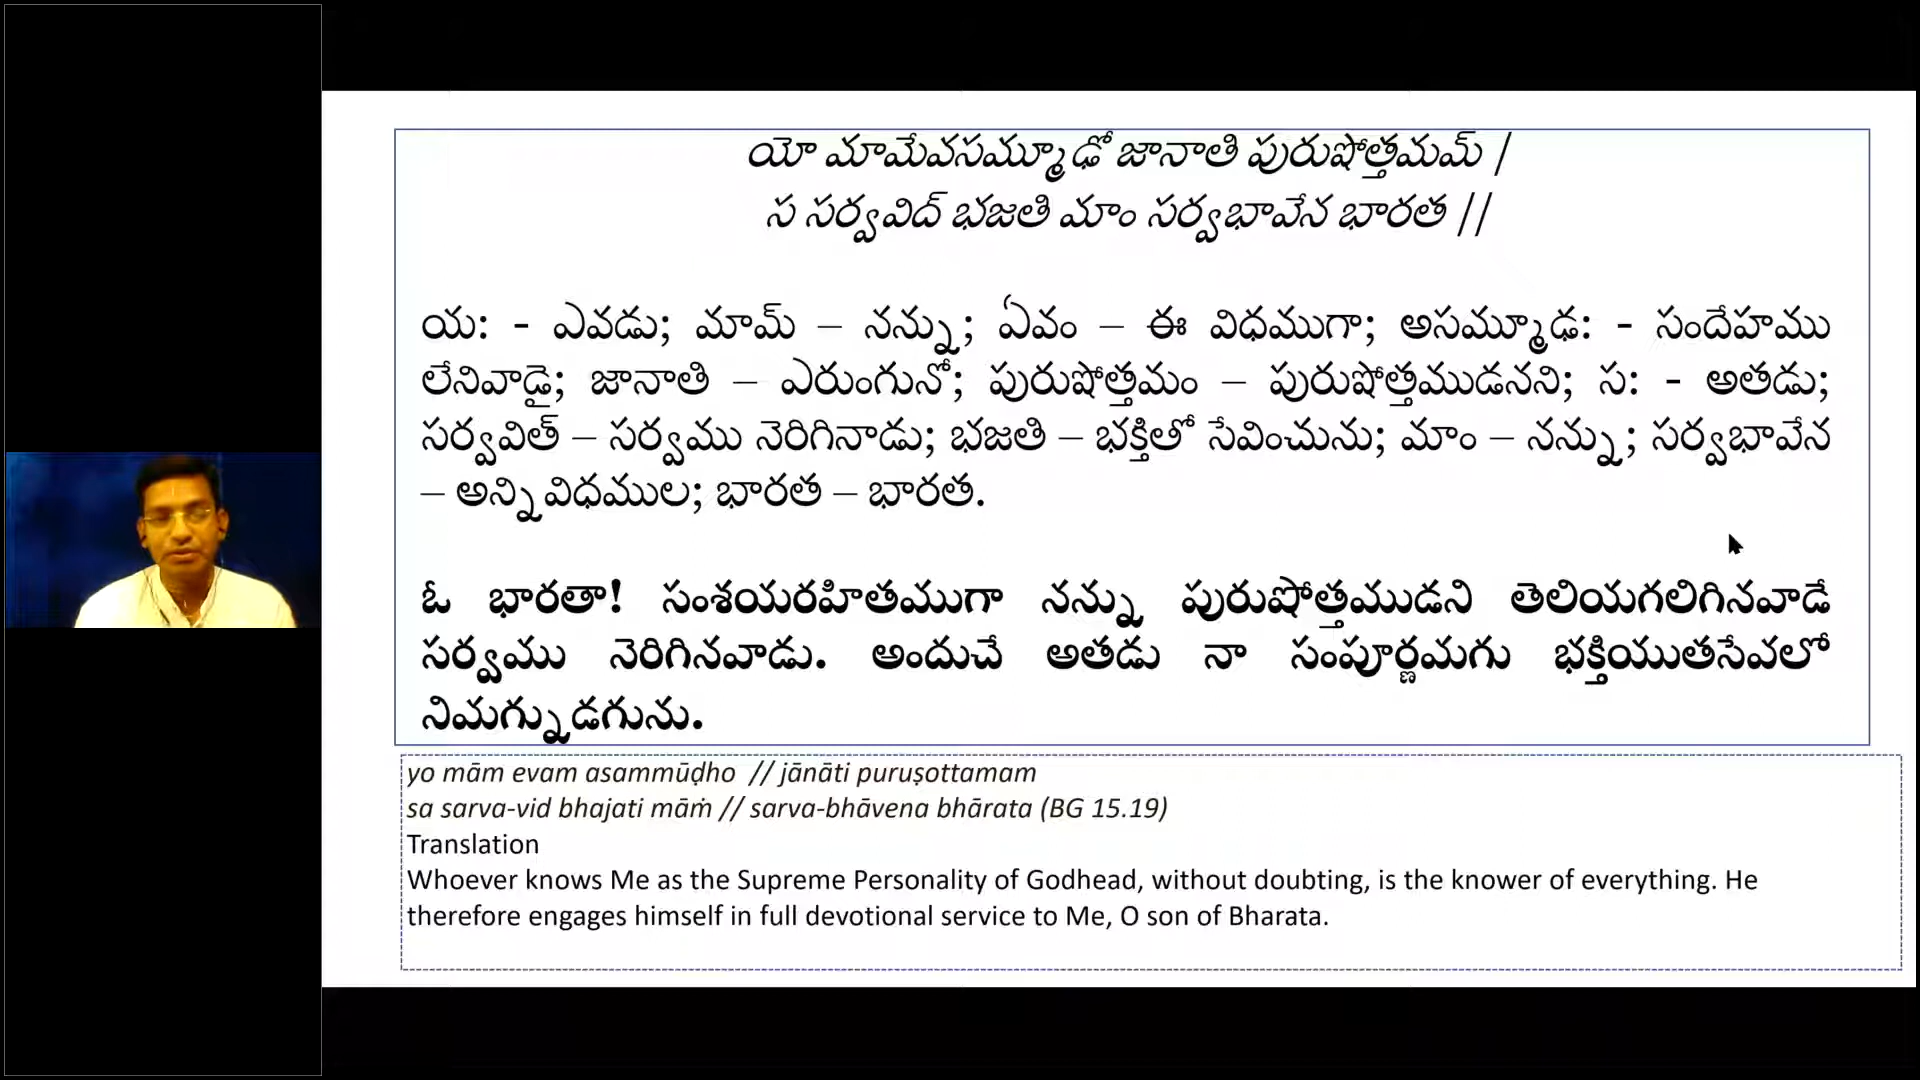 యో మామేవసమ్మూఢో జానాతి పురుషోత్తమమ్ |
స సర్వవిద్ భజతి మాం సర్వభావేన భారత ||
య: - ఎవడు; మామ్ – నన్ను; ఏవం – ఈ విధముగా; అసమ్మూఢ: - సందేహము
లేనివాడై; జానాతి – ఎరుంగునో; పురుషోత్తమం – పురుషోత్తముడనని; స: - అతడు;
సర్వవిత్ – సర్వము నెరిగినాడు; భజతి – భక్తితో సేవించును; మాం – నన్ను; సర్వభావేన
– అన్నివిధముల; భారత – భారత.
ఓ భారతా! సంశయరహితముగా నన్ను పురుషోత్తముడని తెలియగలిగినవాడే
సర్వము నెరిగినవాడు. అందుచే అతడు నా సంపూర్ణమగు భక్తియుతసేవలో
నిమగ్నుడగును.
yo mām evam asammūḍho // jānāti puruṣottamam
sa sarva-vid bhajati māṁ // sarva-bhāvena bhārata (BG 15.19)
Translation
Whoever knows Me as the Supreme Personality of Godhead, without doubting, is the knower of everything. He
therefore engages himself in full devotional service to Me, O son of Bharata.